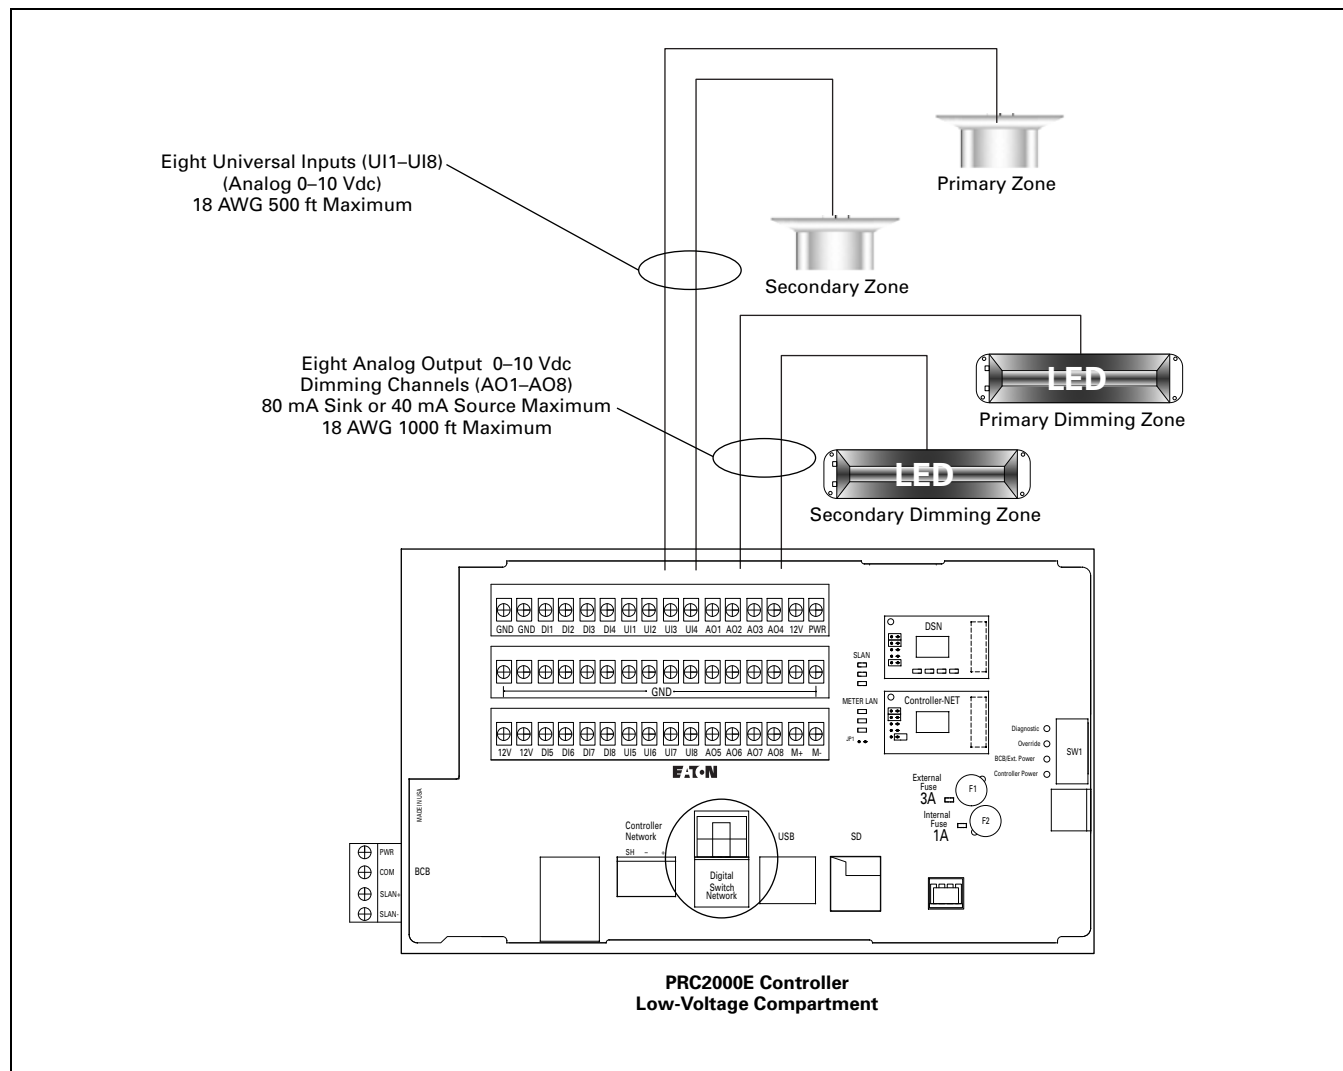 Primary Zone
Eight Universal Inputs (UI1–UI8)
(Analog 0–10 Vdc)
18 AWG 500 ft Maximum
Secondary Zone
Eight Analog Output 0–10 Vdc
Dimming Channels (AO1–AO8)
80 mA Sink or 40 mA Source Maximum
18 AWG 1000 ft Maximum
LED
Primary Dimming Zone
LED
Secondary Dimming Zone
GND GND DI1 DI2 DI3 DI4 UI1 UI2 UI3 UI4 AO1 AO2 AO3 AO4 12V PWR
GND
12V 12V DI5 DI6 DI7 DI8 UI5 UI6 UI7 UI8 AO5 AO6 AO7 AO8 M+ M-
EATON
DSN
SLAN
METER LAN
JP1
Controller-NET
Diagnostic
Override
BCB/Ext. Power
Controller Power
SW1
External
Fuse
3A
F1
Internal
Fuse
1A
F2
MADE IN USA
BCB
PWR
COM
SLAN+
SLAN-
Controller
Network
SH – +
Digital
Switch
Network
USB
SD
PRC2000E Controller
Low-Voltage Compartment